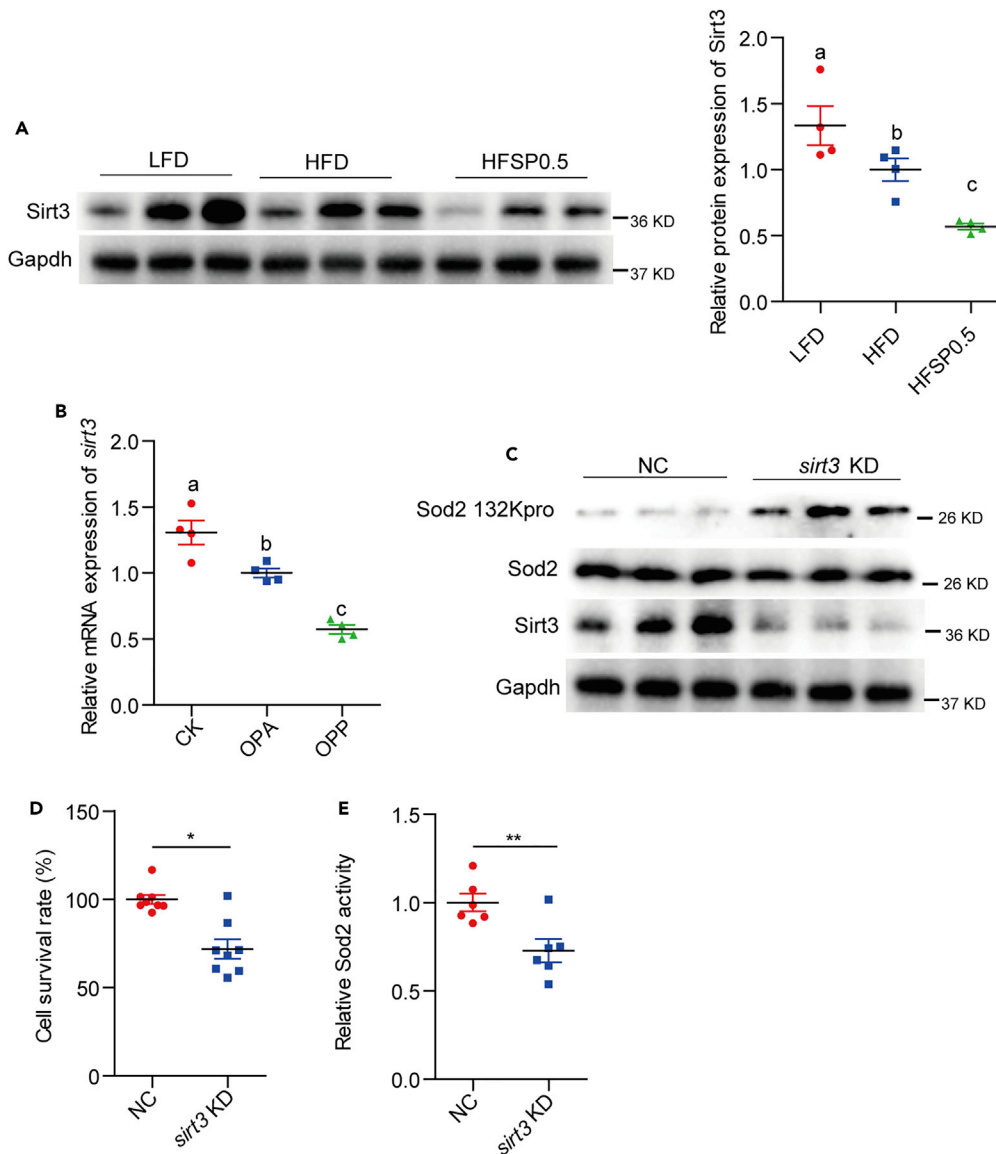 A
LFD
HFD
HFSP0.5
Sirt3
36 KD
Gapdh
37 KD
Relative protein expression of Sirt3
2.0
1.5
1.0
0.5
0.0
a
b
c
LFD
HFD
HFSP0.5
B
Relative mRNA expression of sirt3
2.0
1.5
1.0
0.5
0.0
a
b
c
CK
OPA
OPP
C
NC
sirt3 KD
Sod2 132Kpro
26 KD
Sod2
26 KD
Sirt3
36 KD
Gapdh
37 KD
D
Cell survival rate (%)
150
100
50
0
*
NC
sirt3 KD
E
Relative Sod2 activity
1.5
1.0
0.5
0.0
**
NC
sirt3 KD